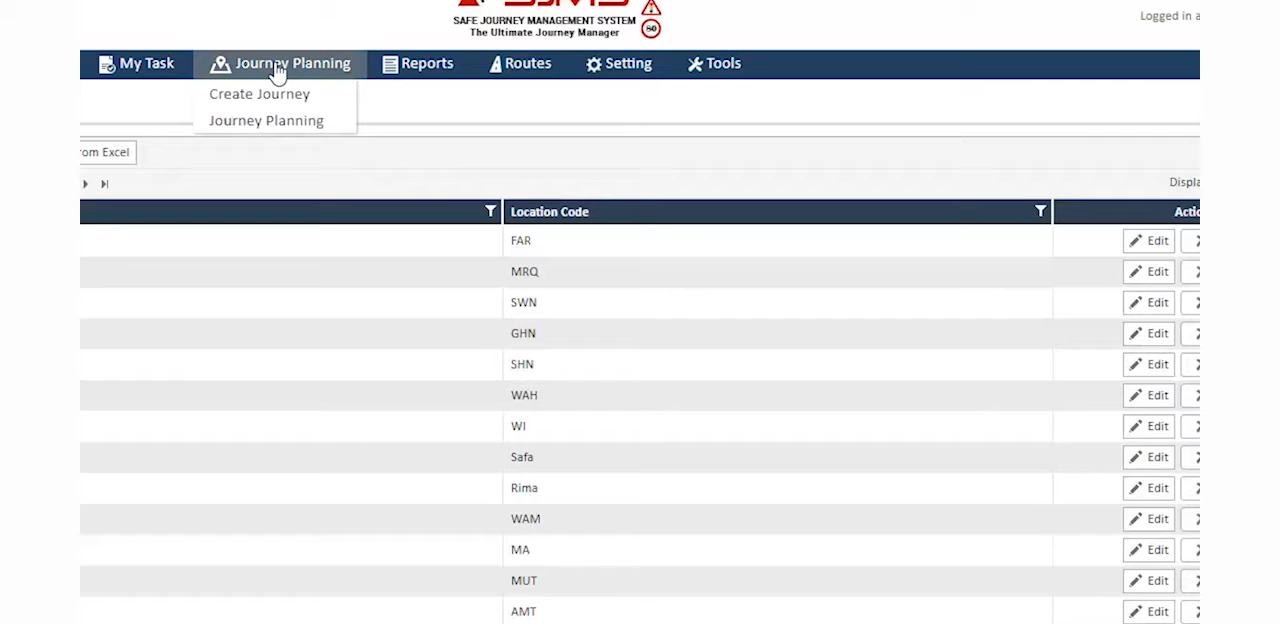 SAFE JOURNEY MANAGEMENT SYSTEM
The Ultimate Journey Manager
80
Logged in a
My Task Journey Planning Reports Routes Setting Tools
Create Journey
Journey Planning
rom Excel
Displa
Location Code Actio
FAR Edit
MRQ Edit
SWN Edit
GHN Edit
SHN Edit
WAH Edit
WI Edit
Safa Edit
Rima Edit
WAM Edit
MA Edit
MUT Edit
AMT Edit